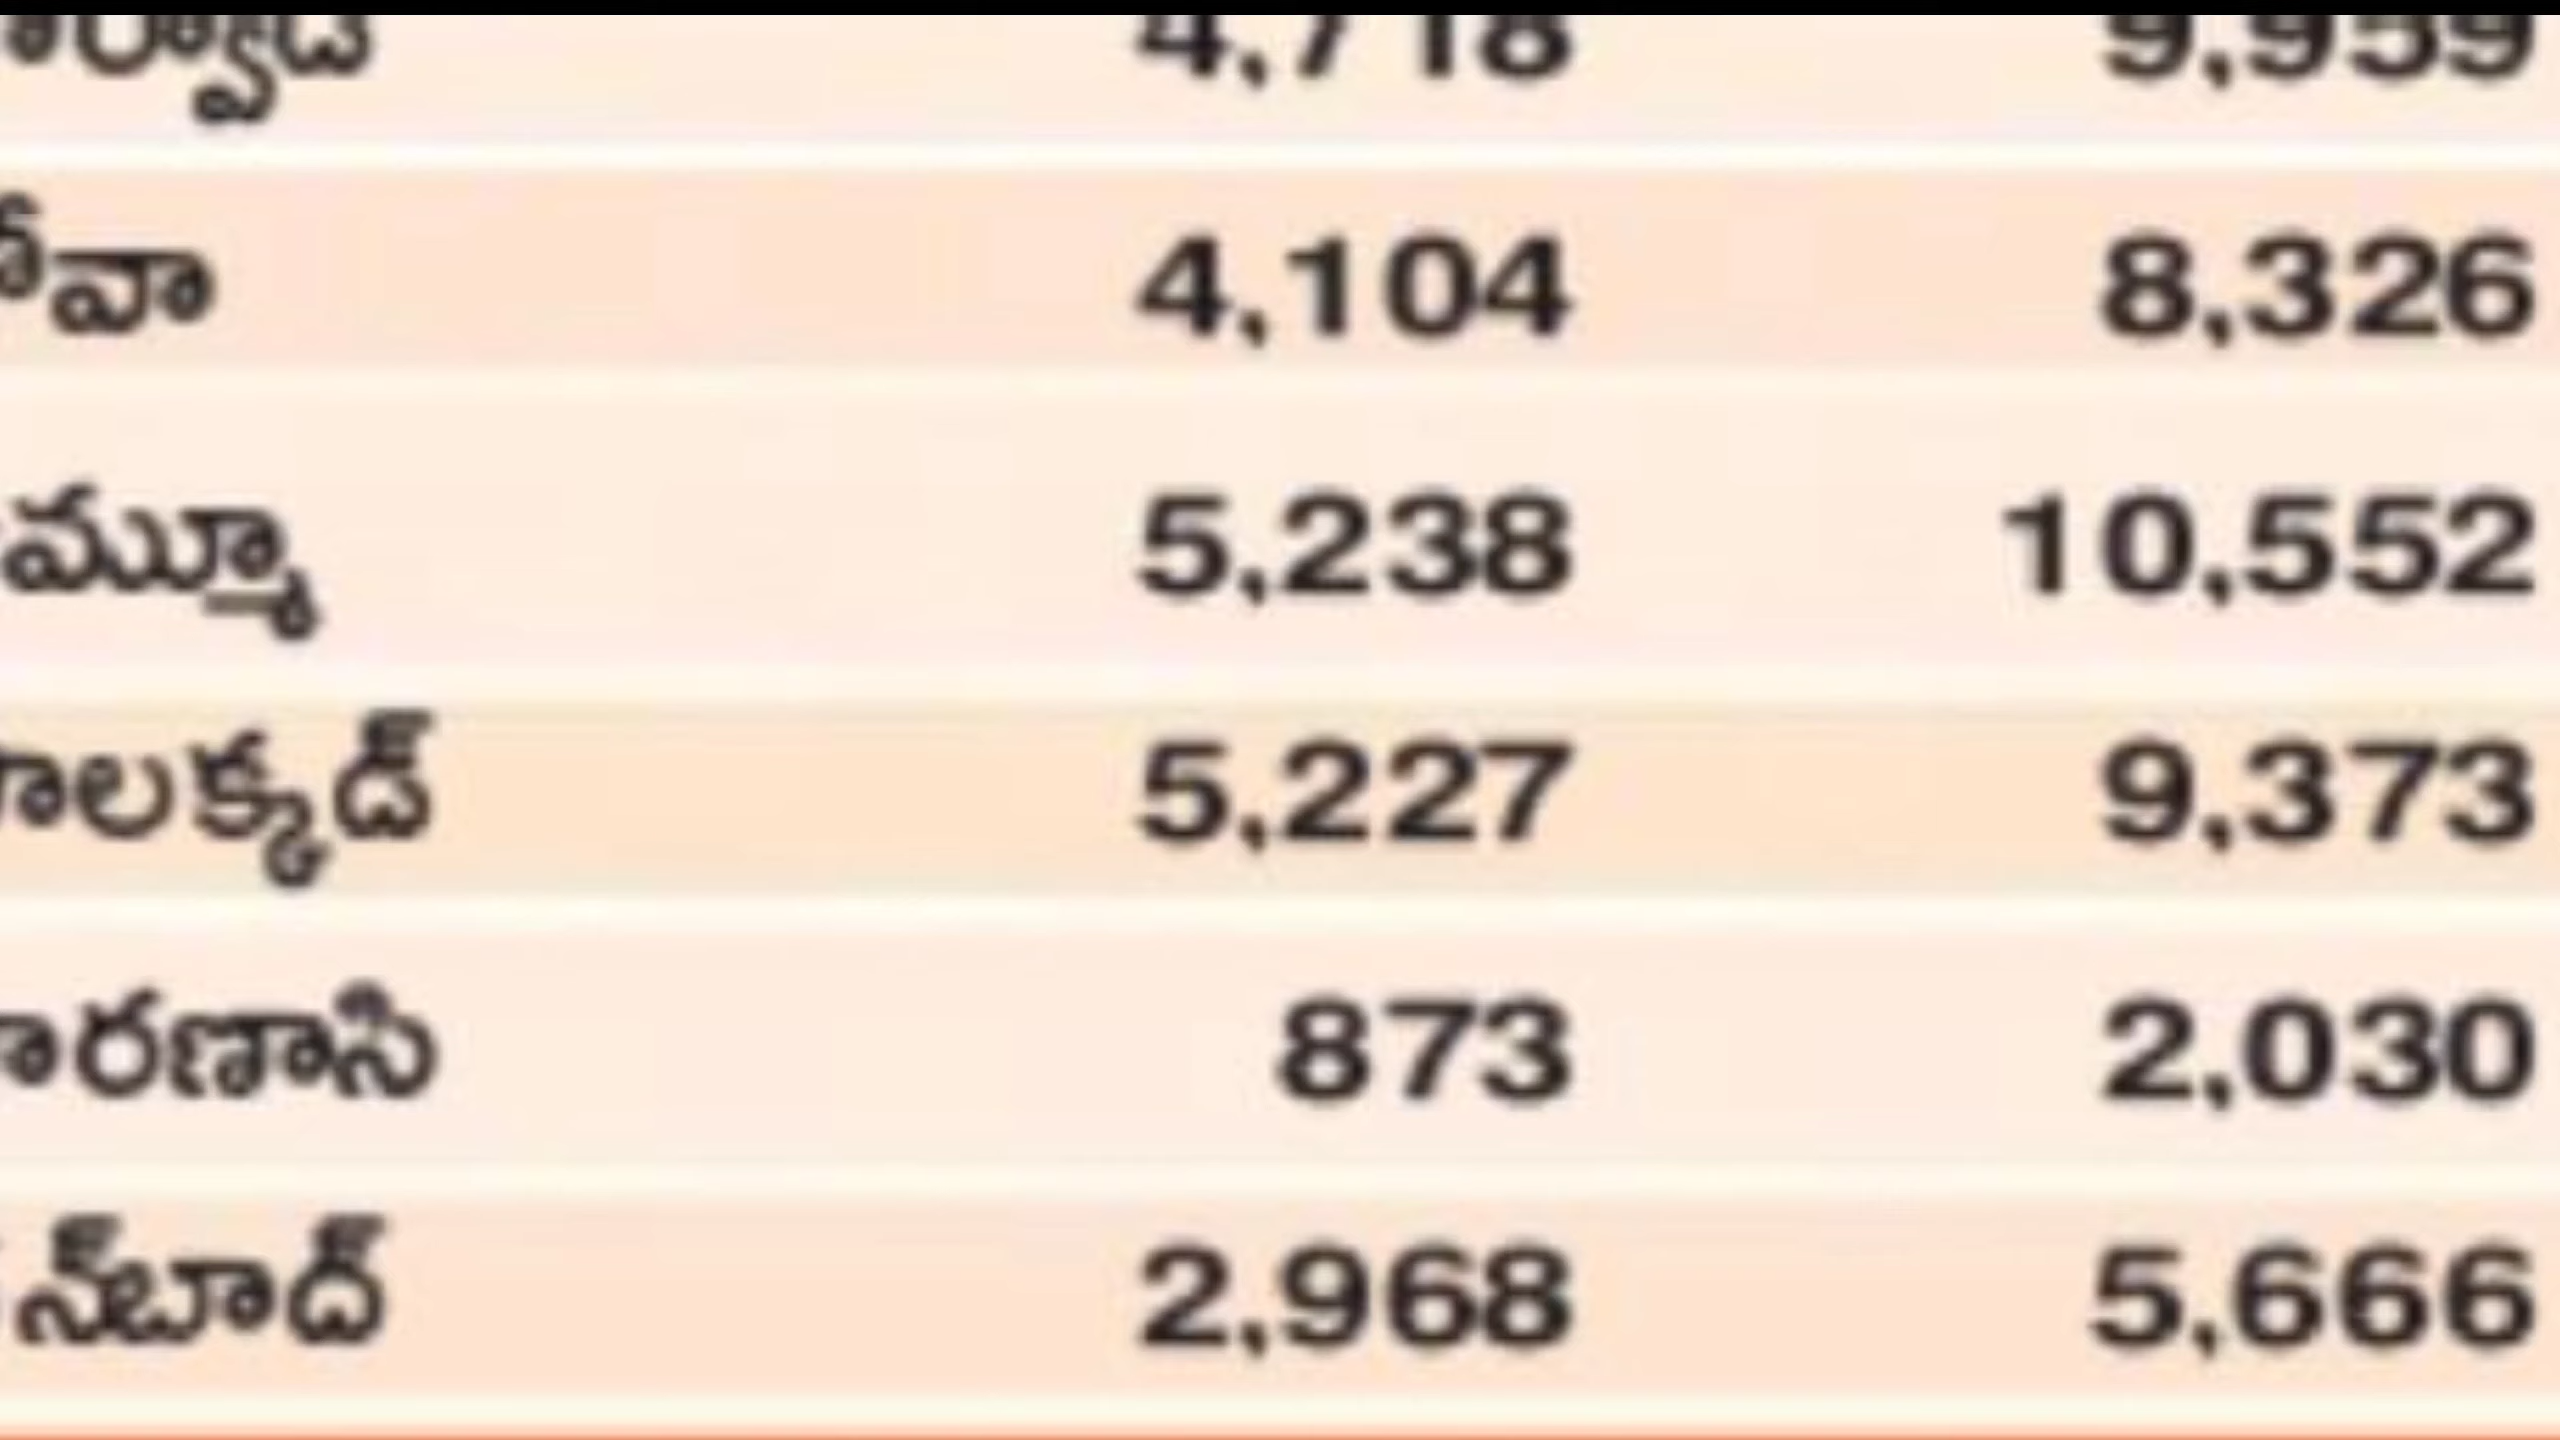 ార్వాడ 4,718 9,959
ోవా 4,104 8,326
మ్మూ 5,238 10,552
ాలక్కడ్ 5,227 9,373
ారణాసి 873 2,030
న్‌బాద్ 2,968 5,666